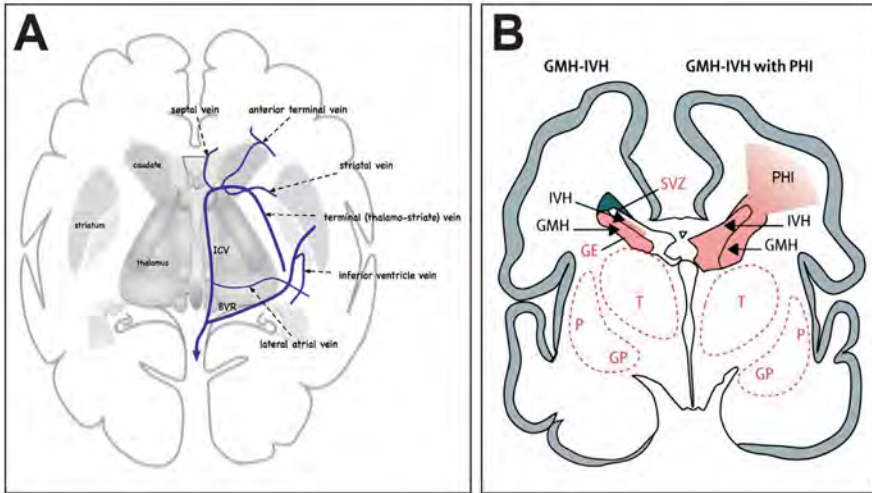 A
septal vein
anterior terminal vein
caudate
striatal vein
striatum
terminal (thalamo-striate) vein
ICV
thalamus
inferior ventricle vein
BVR
lateral atrial vein
B
GMH-IVH
GMH-IVH with PHI
SVZ
PHI
IVH
IVH
GMH
GMH
GE
T
T
P
P
GP
GP